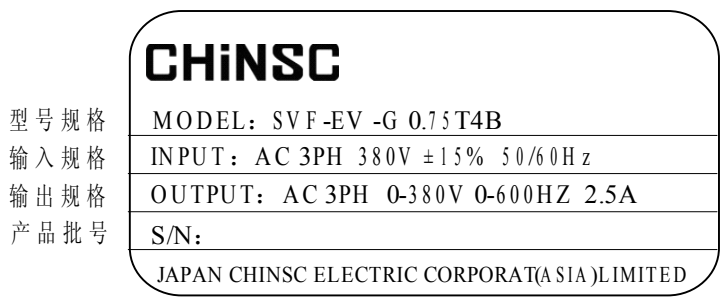 CHiNSC
型号规格 MODEL：SVF-EV-G 0.75T4B
输入规格 INPUT：AC 3PH 380V ±15% 50/60Hz
输出规格 OUTPUT：AC 3PH 0-380V 0-600HZ 2.5A
产品批号 S/N：
JAPAN CHINSC ELECTRIC CORPORAT(ASIA)LIMITED